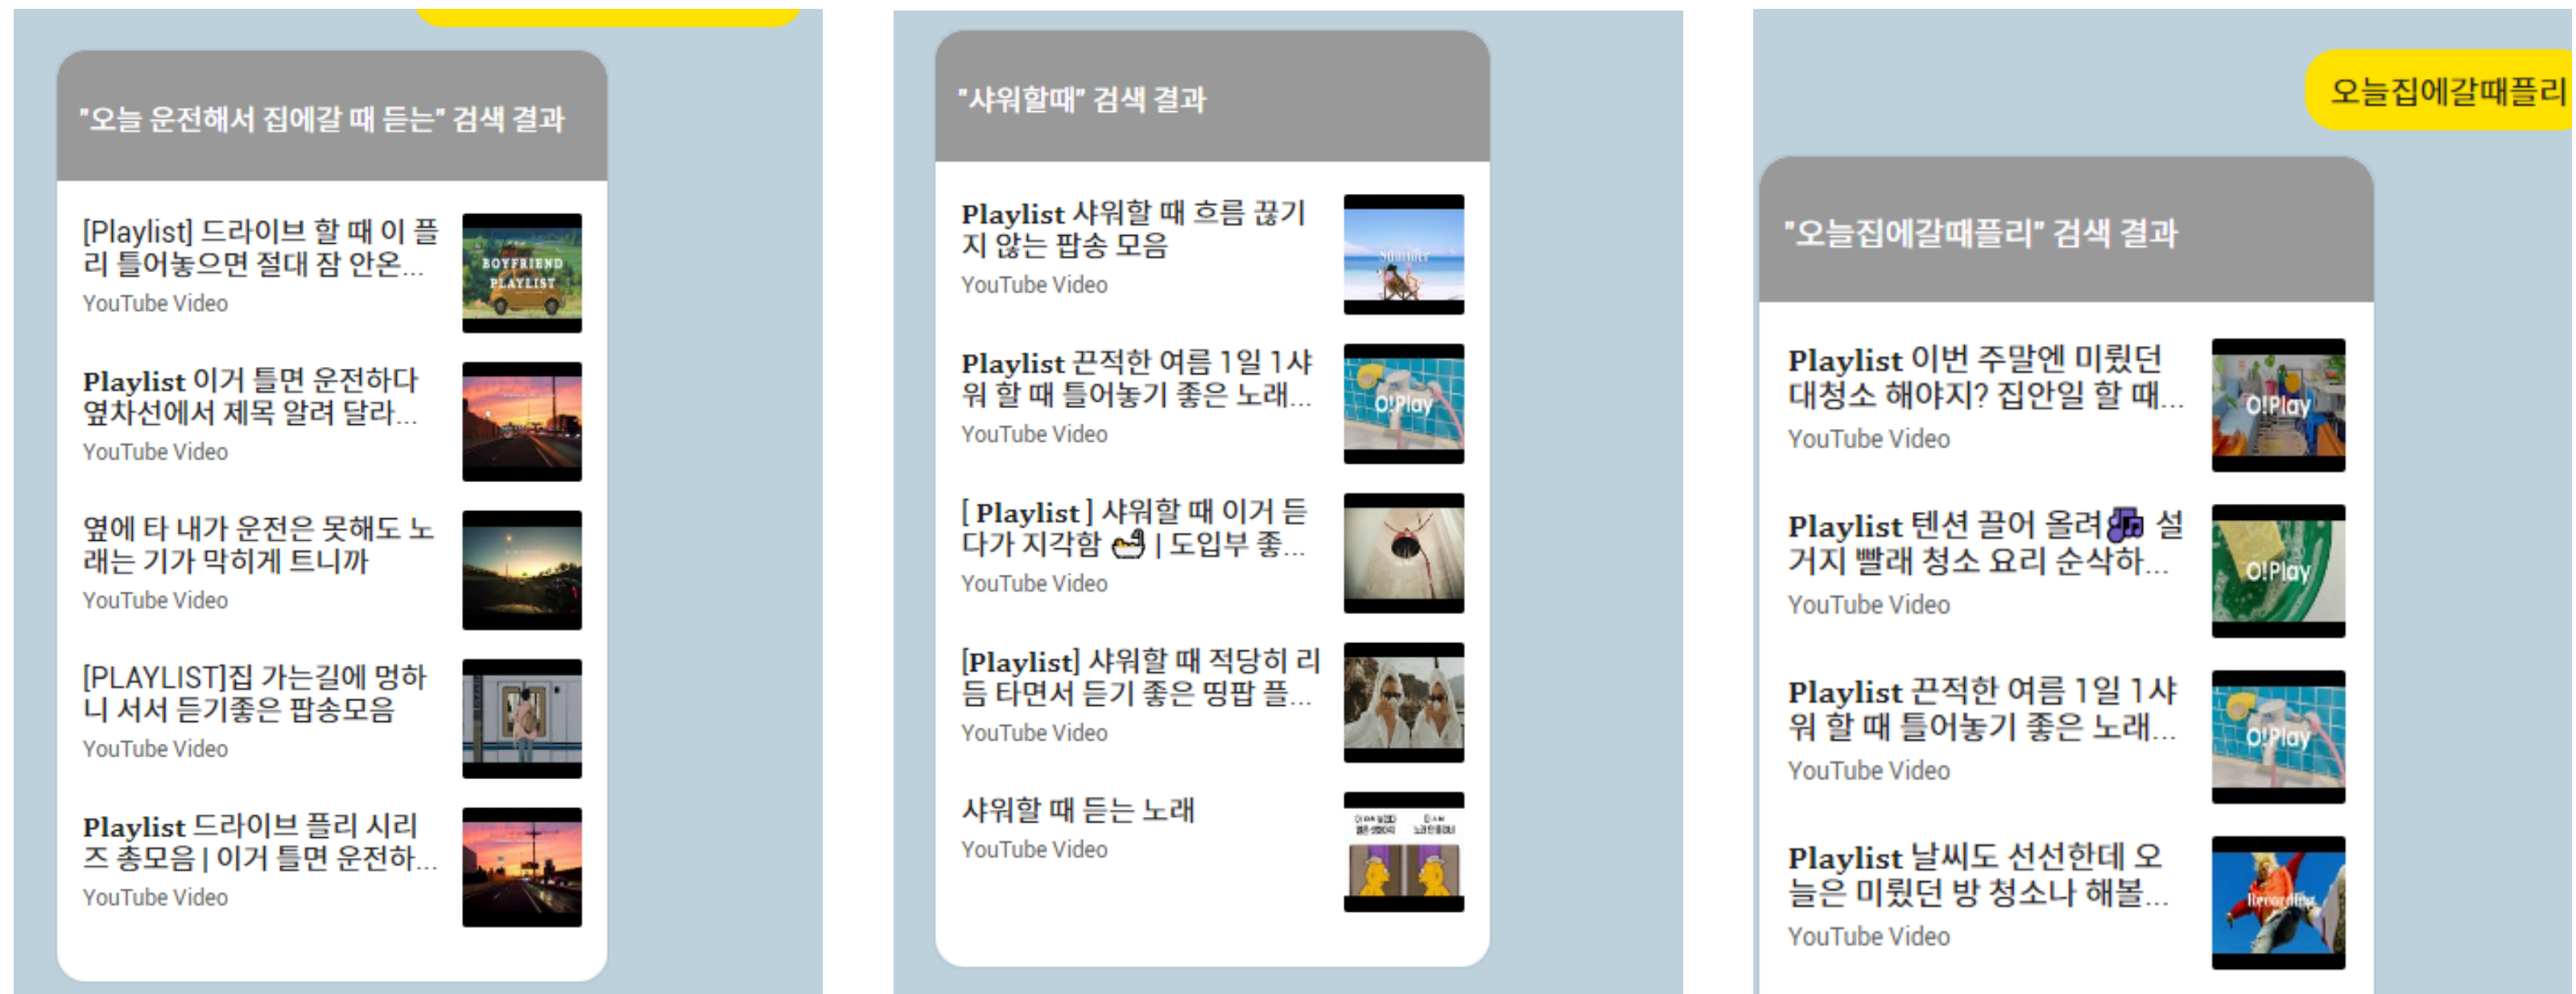 "오늘 운전해서 집에갈 때 듣는" 검색 결과
[Playlist] 드라이브 할 때 이 플
리 틀어놓으면 절대 잠 안온...
YouTube Video
BOYFRIEND
PLAYLIST
Playlist 이거 틀면 운전하다
옆차선에서 제목 알려 달라...
YouTube Video
옆에 타 내가 운전은 못해도 노
래는 기가 막히게 트니까
YouTube Video
[PLAYLIST]집 가는길에 멍하
니 서서 듣기좋은 팝송모음
YouTube Video
Playlist 드라이브 플리 시리
즈 총모음 | 이거 틀면 운전하...
YouTube Video
"샤워할때" 검색 결과
Playlist 샤워할 때 흐름 끊기
지 않는 팝송 모음
YouTube Video
Summer
Playlist 끈적한 여름 1일 1샤
워 할 때 틀어놓기 좋은 노래...
YouTube Video
O!Play
[ Playlist ] 샤워할 때 이거 듣
다가 지각함 🛁 | 도입부 좋...
YouTube Video
[Playlist] 샤워할 때 적당히 리
듬 타면서 듣기 좋은 띵팝 플...
YouTube Video
샤워할 때 듣는 노래
YouTube Video
오늘집에갈때플리
"오늘집에갈때플리" 검색 결과
Playlist 이번 주말엔 미뤘던
대청소 해야지? 집안일 할 때...
YouTube Video
O!Play
Playlist 텐션 끌어 올려🎶 설
거지 빨래 청소 요리 순삭하...
YouTube Video
O!Play
Playlist 끈적한 여름 1일 1샤
워 할 때 틀어놓기 좋은 노래...
YouTube Video
O!Play
Playlist 날씨도 선선한데 오
늘은 미뤘던 방 청소나 해볼...
YouTube Video